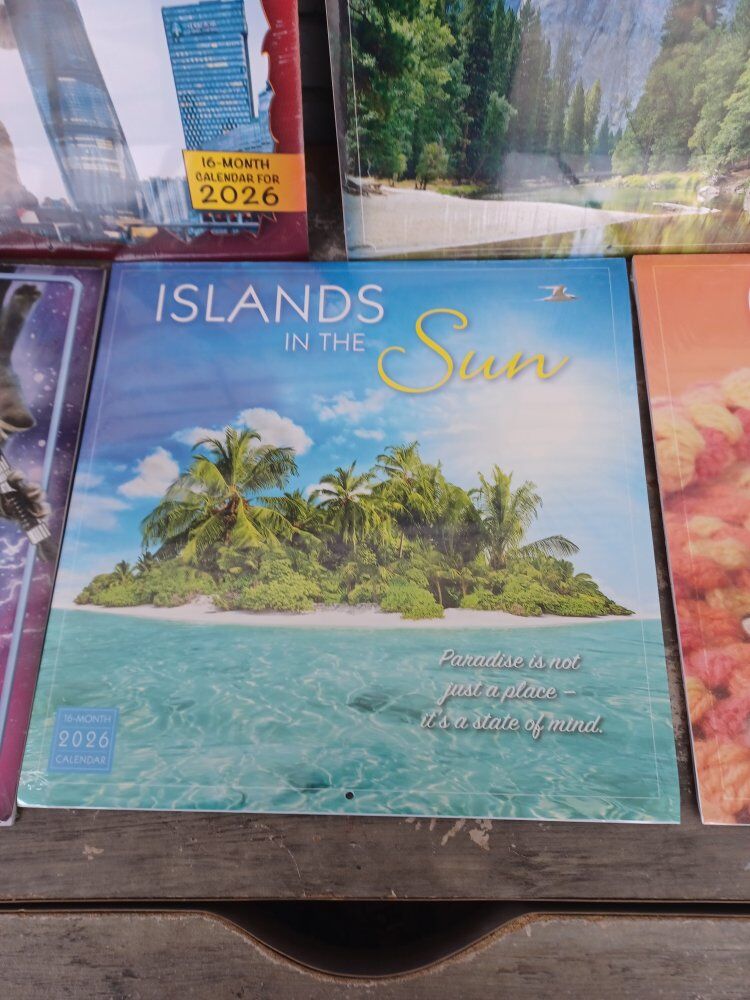 16-MONTH
CALENDAR FOR
2026
ISLANDS
IN THE
Sun
Paradise is not
just a place –
it's a state of mind.
16-MONTH
2026
CALENDAR